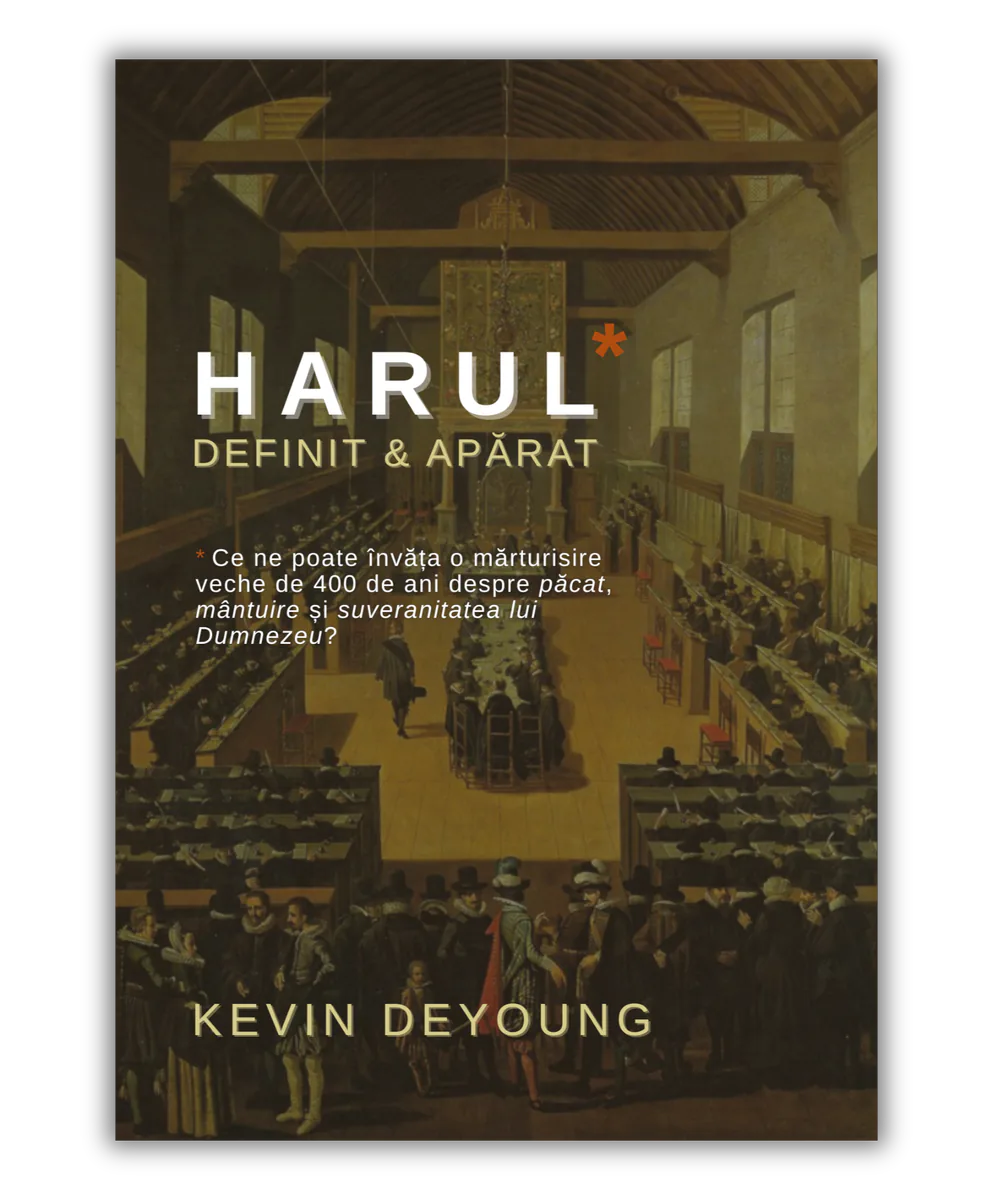 HARUL*
DEFINIT & APĂRAT
* Ce ne poate învăța o mărturisire
veche de 400 de ani despre păcat,
mântuire și suveranitatea lui
Dumnezeu?
KEVIN DEYOUNG